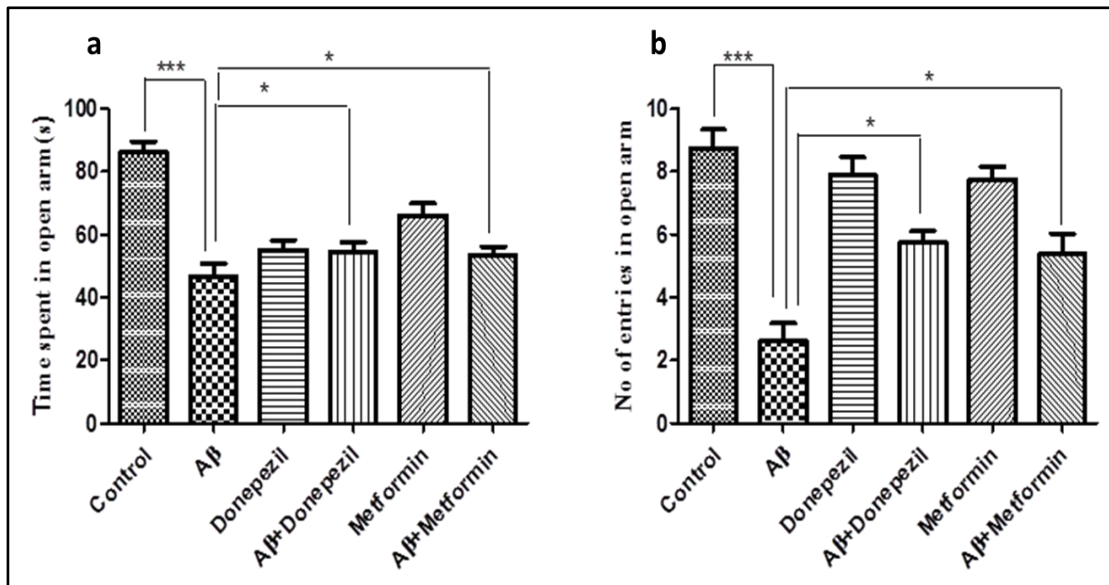 a
***
*
*
Time spent in open arm(s)
100
80
60
40
20
0
Control
Aβ
Donepezil
Aβ+Donepezil
Metformin
Aβ+Metformin
b
***
*
*
No of entries in open arm
10
8
6
4
2
0
Control
Aβ
Donepezil
Aβ+Donepezil
Metformin
Aβ+Metformin